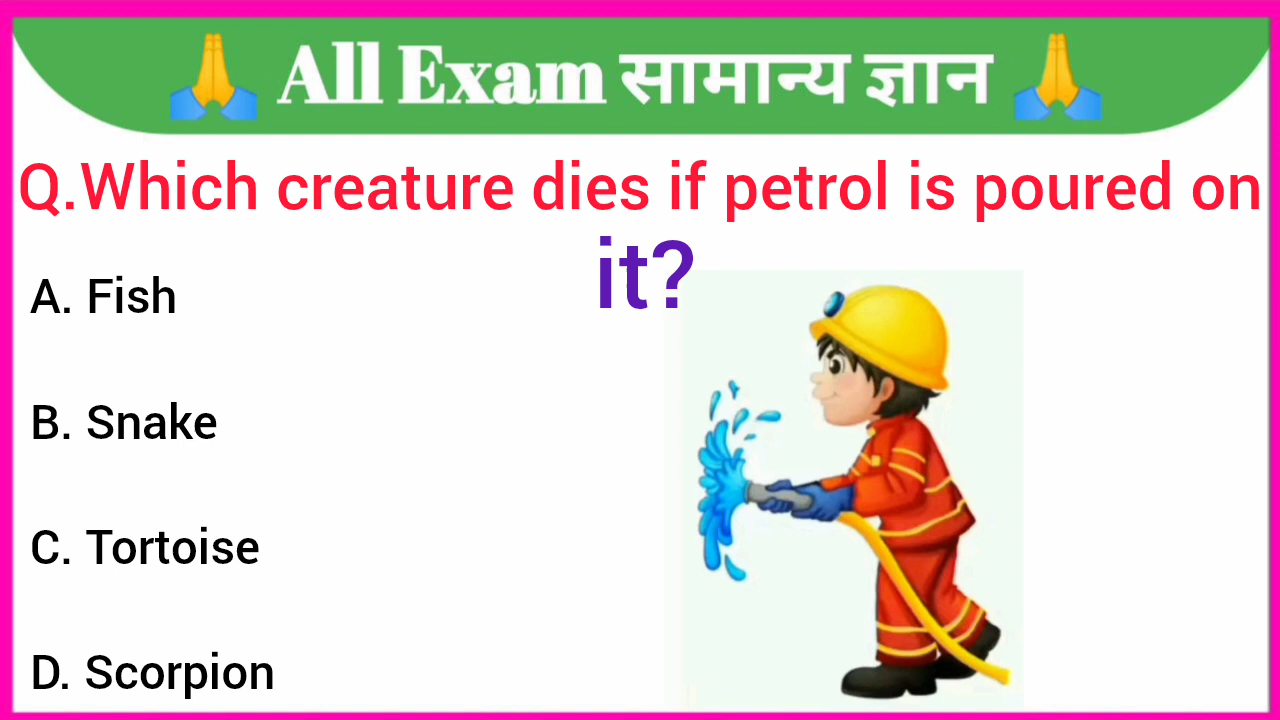 All Exam सामान्य ज्ञान
Q.Which creature dies if petrol is poured on
it?
A. Fish
B. Snake
C. Tortoise
D. Scorpion